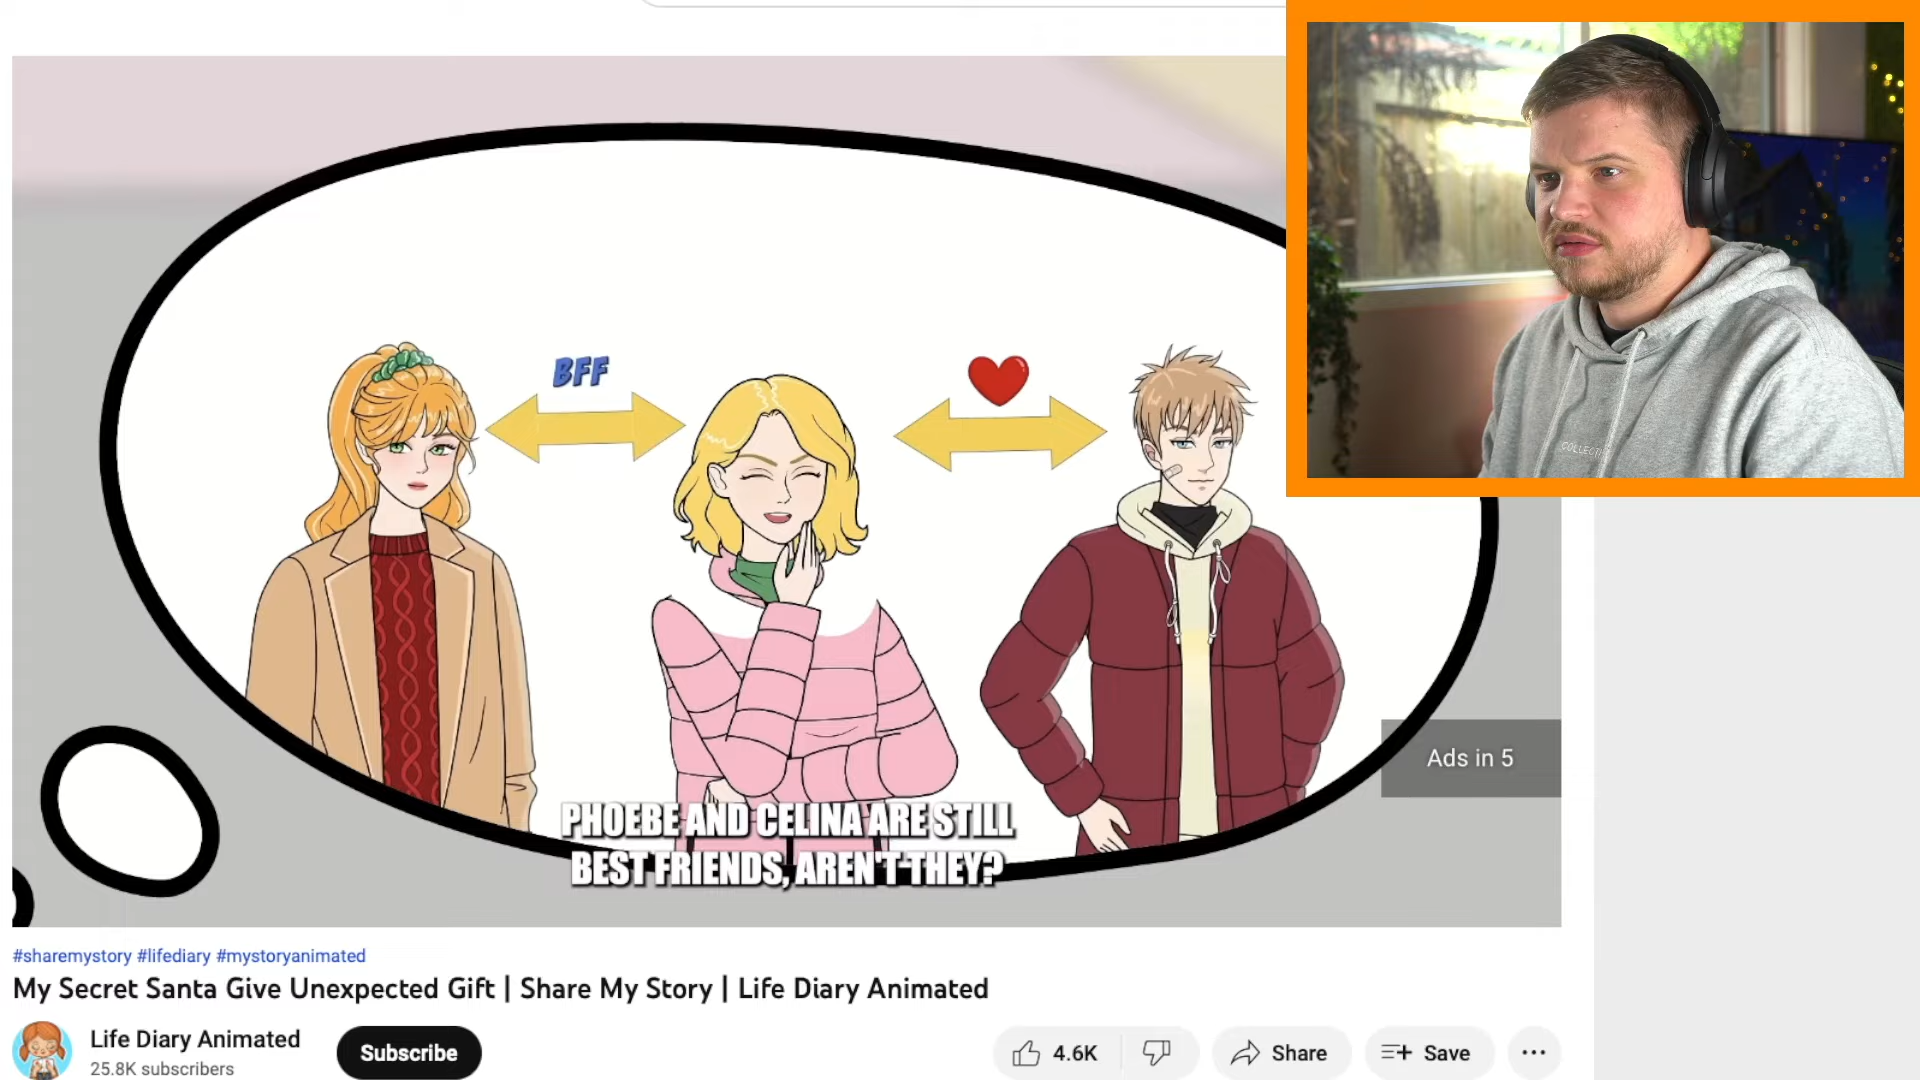 BFF
COLLECT
Ads in 5
PHOEBE AND CELINA ARE STILL
BEST FRIENDS, AREN'T THEY?
#sharemystory #lifediary #mystoryanimated
My Secret Santa Give Unexpected Gift | Share My Story | Life Diary Animated
Life Diary Animated
25.8K subscribers
Subscribe
4.6K
Share
Save